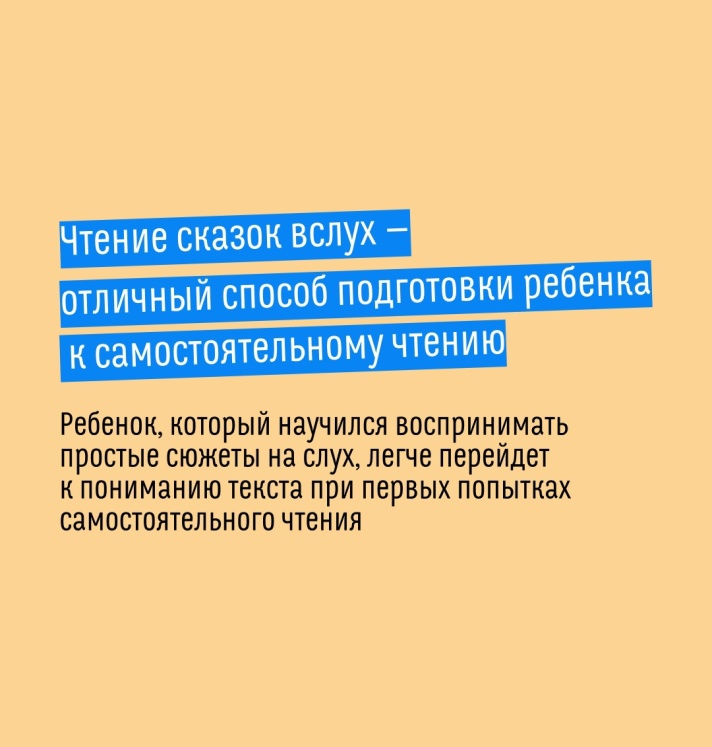 Чтение сказок вслух –
отличный способ подготовки ребенка
к самостоятельному чтению
Ребенок, который научился воспринимать
простые сюжеты на слух, легче перейдет
к пониманию текста при первых попытках
самостоятельного чтения